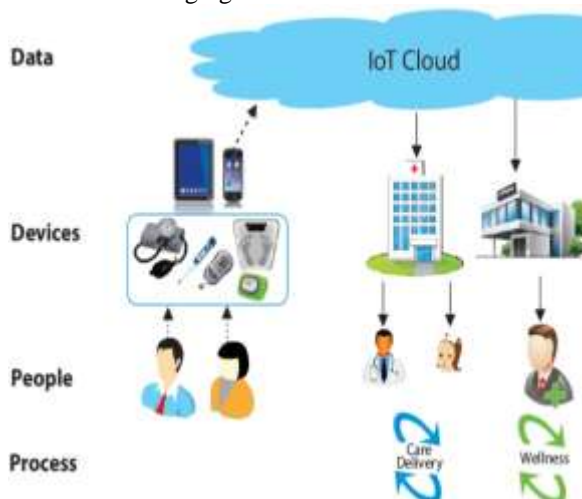 Data
IoT Cloud
Devices
People
Process
Care
Delivery
Wellness